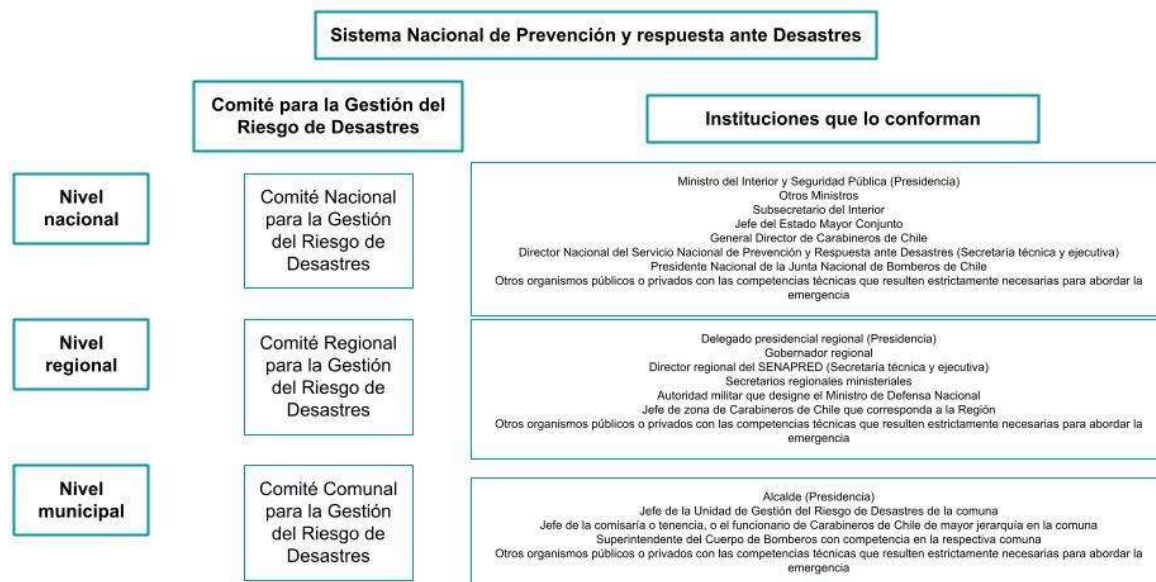 Sistema Nacional de Prevención y respuesta ante Desastres
Comité para la Gestión del
Riesgo de Desastres
Instituciones que lo conforman
Nivel
nacional
Comité Nacional
para la Gestión
del Riesgo de
Desastres
Ministro del Interior y Seguridad Pública (Presidencia)
Otros Ministros
Subsecretario del Interior
Jefe del Estado Mayor Conjunto
General Director de Carabineros de Chile
Director Nacional del Servicio Nacional de Prevención y Respuesta ante Desastres (Secretaría técnica y ejecutiva)
Presidente Nacional de la Junta Nacional de Bomberos de Chile
Otros organismos públicos o privados con las competencias técnicas que resulten estrictamente necesarias para abordar la
emergencia
Nivel
regional
Comité Regional
para la Gestión
del Riesgo de
Desastres
Delegado presidencial regional (Presidencia)
Gobernador regional
Director regional del SENAPRED (Secretaría técnica y ejecutiva)
Secretarios regionales ministeriales
Autoridad militar que designe el Ministro de Defensa Nacional
Jefe de zona de Carabineros de Chile que corresponda a la Región
Otros organismos públicos o privados con las competencias técnicas que resulten estrictamente necesarias para abordar la
emergencia
Nivel
municipal
Comité Comunal
para la Gestión
del Riesgo de
Desastres
Alcalde (Presidencia)
Jefe de la Unidad de Gestión del Riesgo de Desastres de la comuna
Jefe de la comisaría o tenencia, o el funcionario de Carabineros de Chile de mayor jerarquía en la comuna
Superintendente del Cuerpo de Bomberos con competencia en la respectiva comuna
Otros organismos públicos o privados con las competencias técnicas que resulten estrictamente necesarias para abordar la
emergencia